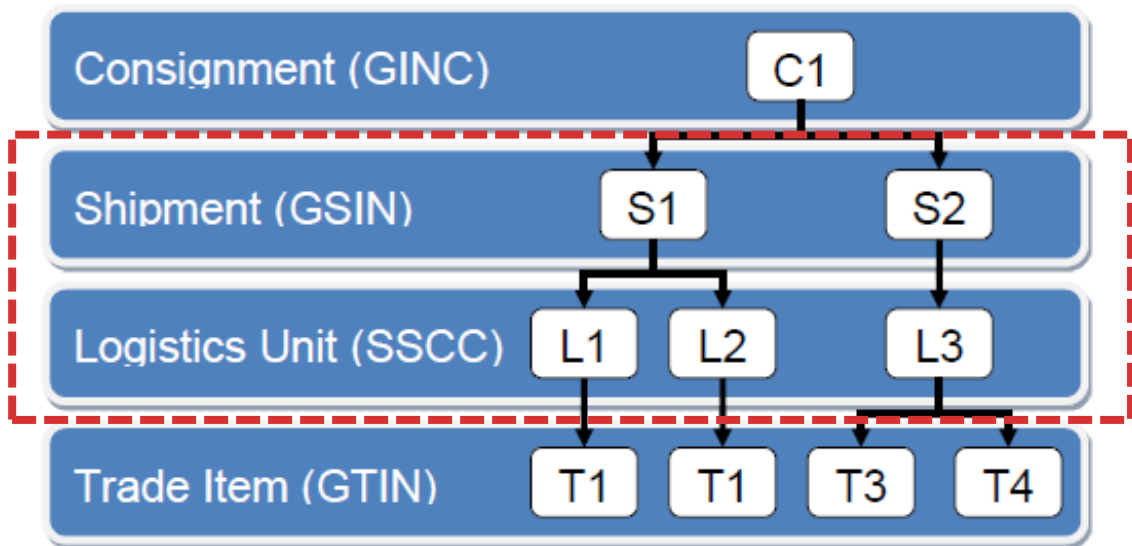 Consignment (GINC) C1
Shipment (GSIN) S1 S2
Logistics Unit (SSCC) L1 L2 L3
Trade Item (GTIN) T1 T1 T3 T4